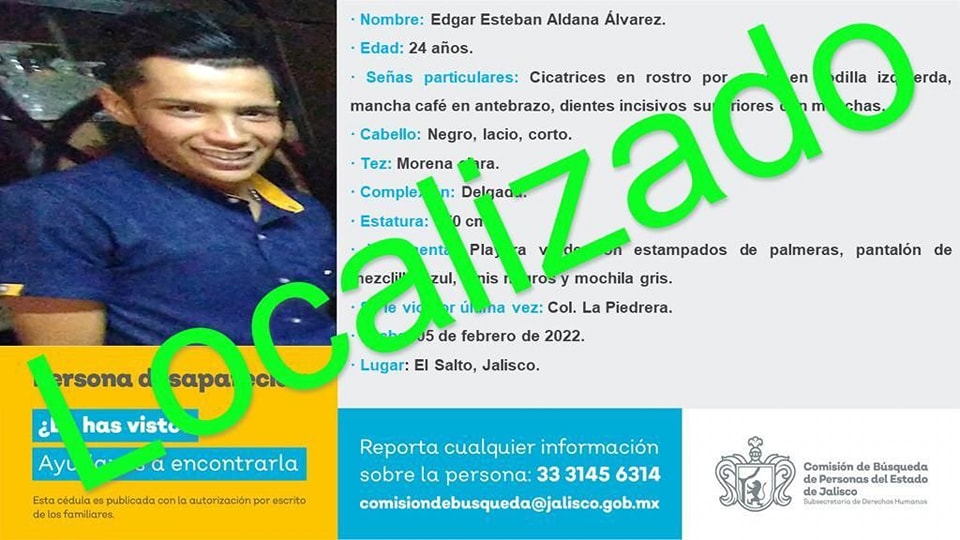 · Nombre: Edgar Esteban Aldana Álvarez.
· Edad: 24 años.
· Señas particulares: Cicatrices en rostro por en rodilla izquierda,
mancha café en antebrazo, dientes incisivos superiores con manchas.
· Cabello: Negro, lacio, corto.
· Tez: Morena clara.
· Complexión: Delgada.
· Estatura: cm
· Playera verde con estampados de palmeras, pantalón de
mezclilla azul, tenis negros y mochila gris.
· Se le vio por última vez: Col. La Piedrera.
· Fecha: 05 de febrero de 2022.
· Lugar: El Salto, Jalisco.
Localizado
Persona desaparecida
¿La has visto?
Ayúdanos a encontrarla
Esta cédula es publicada con la autorización por escrito
de los familiares.
Reporta cualquier información
sobre la persona: 33 3145 6314
comisiondebusqueda@jalisco.gob.mx
Comisión de Búsqueda
de Personas del Estado
de Jalisco
Subsecretaría de Derechos Humanos